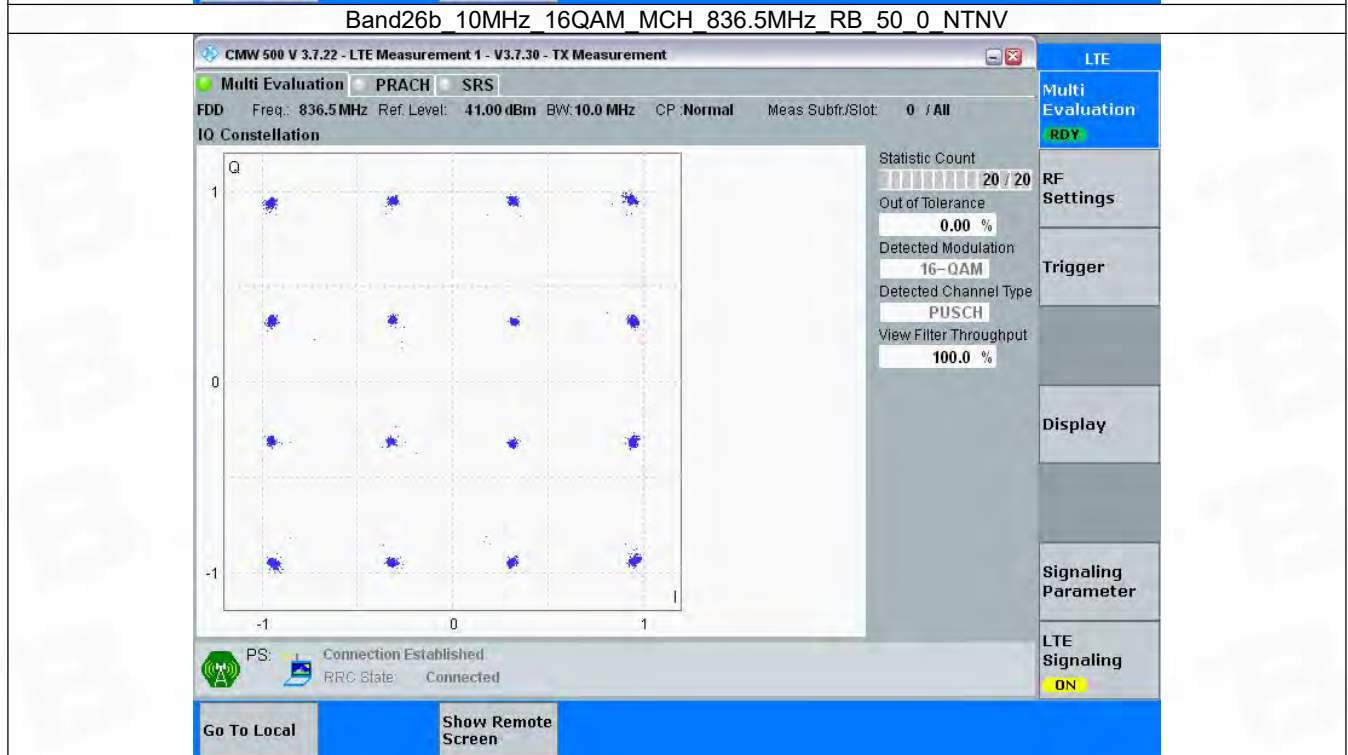 Band26b_10MHz_16QAM_MCH_836.5MHz_RB_50_0_NTNV
CMW 500 V 3.7.22 - LTE Measurement 1 - V3.7.30 - TX Measurement
LTE
Multi Evaluation PRACH SRS
Multi
Evaluation
RDY
FDD Freq.: 836.5 MHz Ref. Level: 41.00 dBm BW: 10.0 MHz CP :Normal Meas Subfr./Slot: 0 / All
IQ Constellation
Q
1
0
-1
-1 0 1
I
Statistic Count
20 / 20
Out of Tolerance
0.00 %
Detected Modulation
16-QAM
Detected Channel Type
PUSCH
View Filter Throughput
100.0 %
RF
Settings
Trigger
Display
Signaling
Parameter
LTE
Signaling
ON
PS: Connection Established
RRC State: Connected
Go To Local
Show Remote
Screen